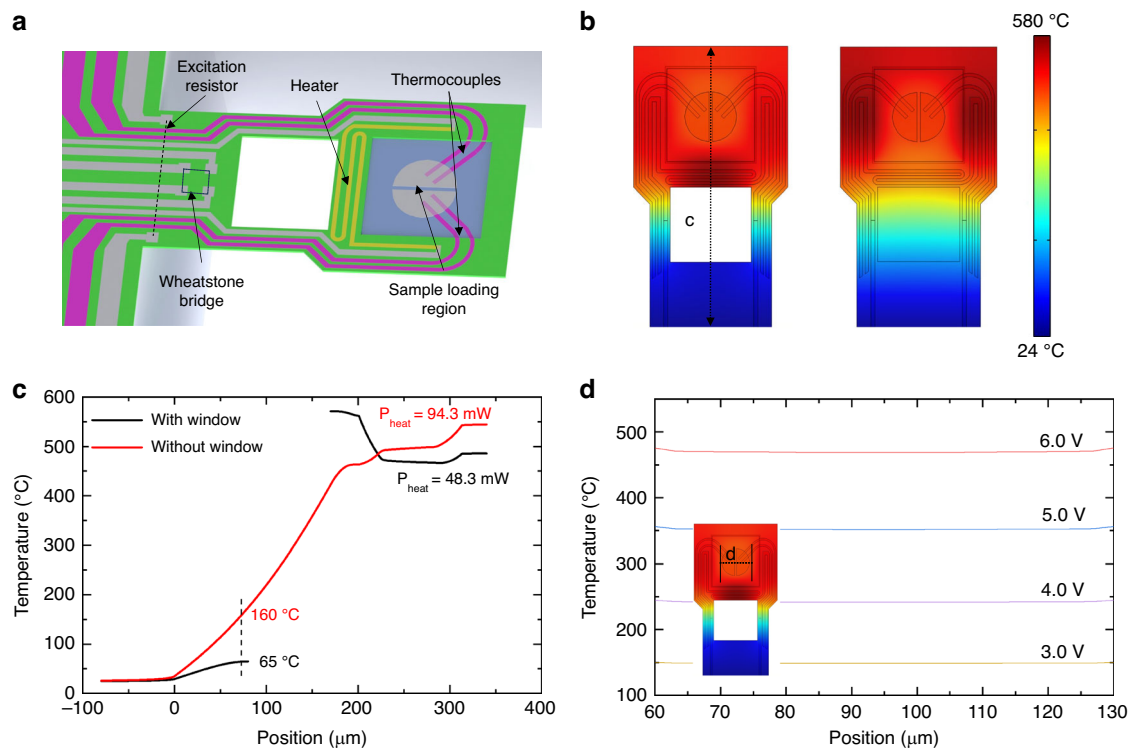 a
Excitation
resistor
Heater
Thermocouples
Wheatstone
bridge
Sample loading
region
b
580 °C
c
24 °C
c
600
500
400
300
200
100
0
−100
0
100
200
300
400
Temperature (°C)
Position (μm)
With window
Without window
P heat = 94.3 mW
P heat = 48.3 mW
160 °C
65 °C
d
500
400
300
200
100
60
70
80
90
100
110
120
130
Temperature (°C)
Position (μm)
6.0 V
5.0 V
4.0 V
3.0 V
d